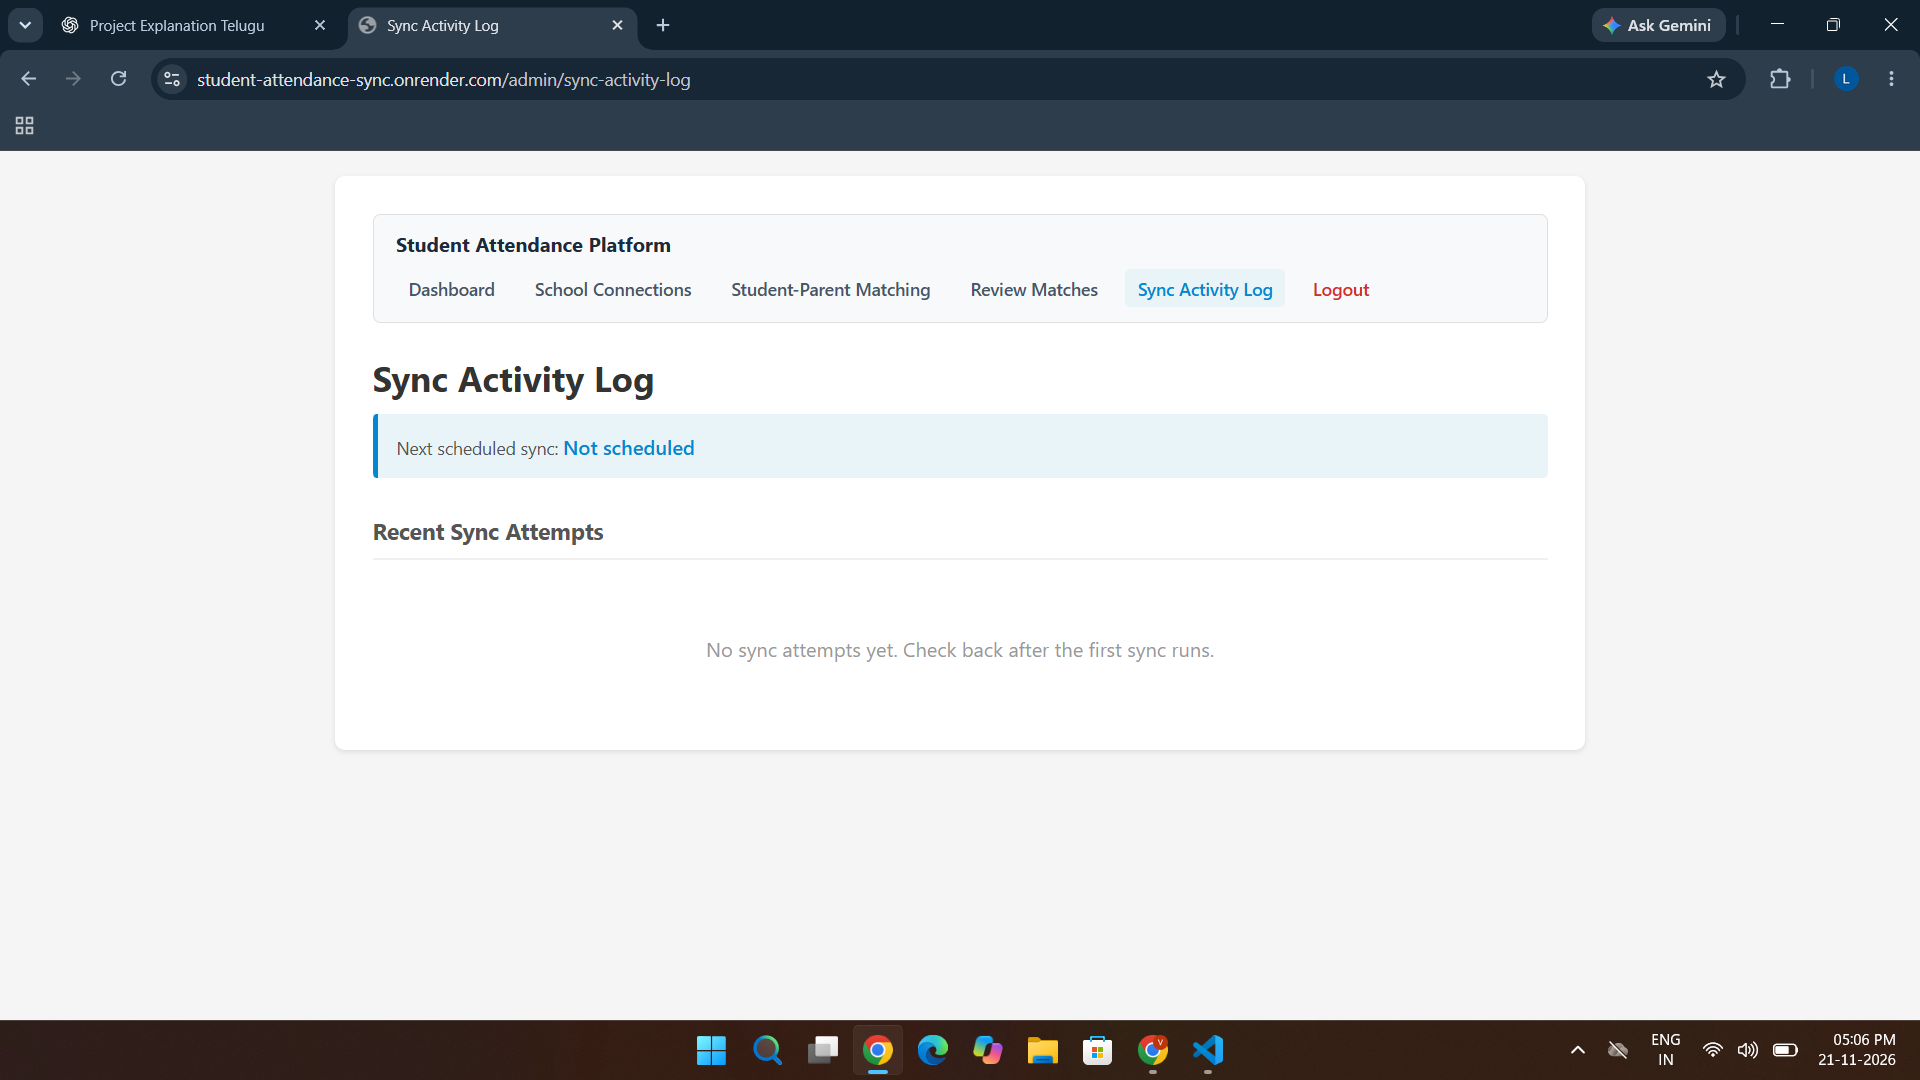 Project Explanation Telugu
Sync Activity Log
Ask Gemini
student-attendance-sync.onrender.com/admin/sync-activity-log
L
Student Attendance Platform
Dashboard School Connections Student-Parent Matching Review Matches Sync Activity Log Logout
Sync Activity Log
Next scheduled sync: Not scheduled
Recent Sync Attempts
No sync attempts yet. Check back after the first sync runs.
V
ENG
IN
05:06 PM
21-11-2026